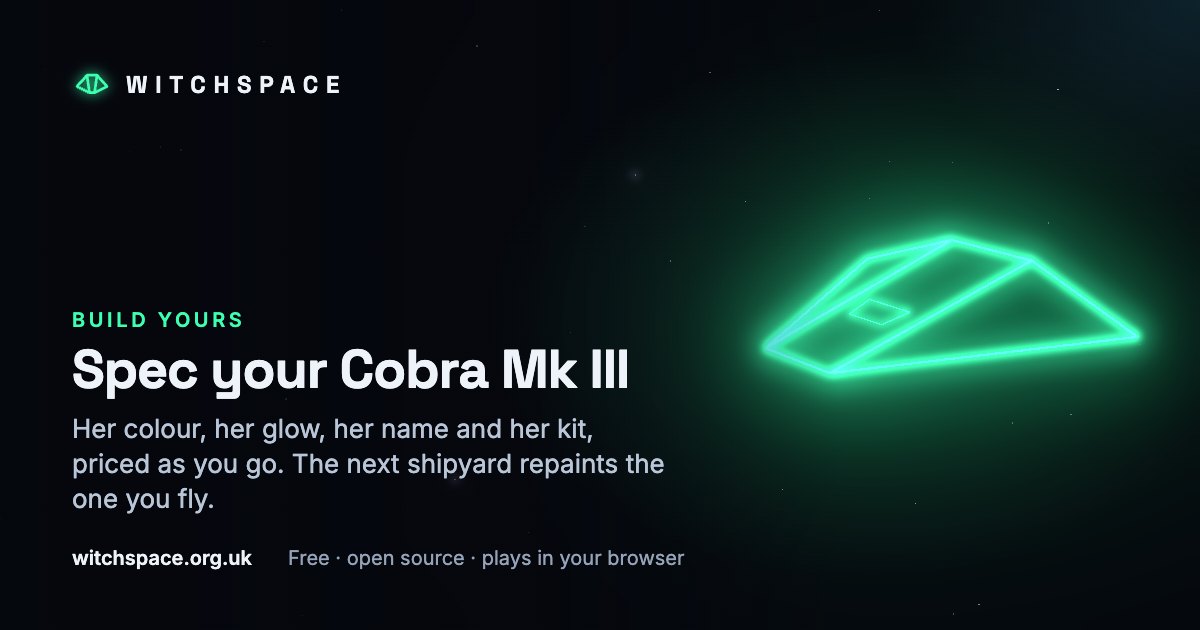 WITCHSPACE
BUILD YOURS
Spec your Cobra Mk III
Her colour, her glow, her name and her kit,
priced as you go. The next shipyard repaints the
one you fly.
witchspace.org.uk Free · open source · plays in your browser